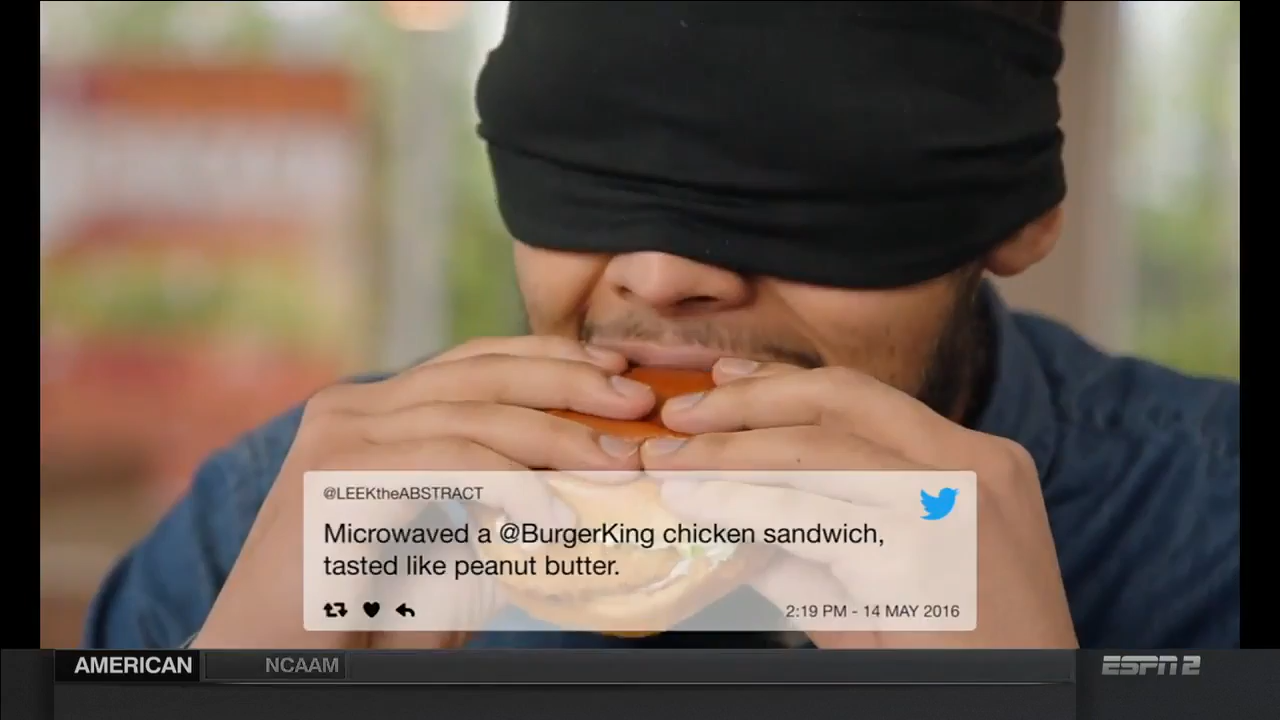 @LEEKtheABSTRACT
Microwaved a @BurgerKing chicken sandwich,
tasted like peanut butter.
2:19 PM - 14 MAY 2016
AMERICAN
NCAAM
ESPN2